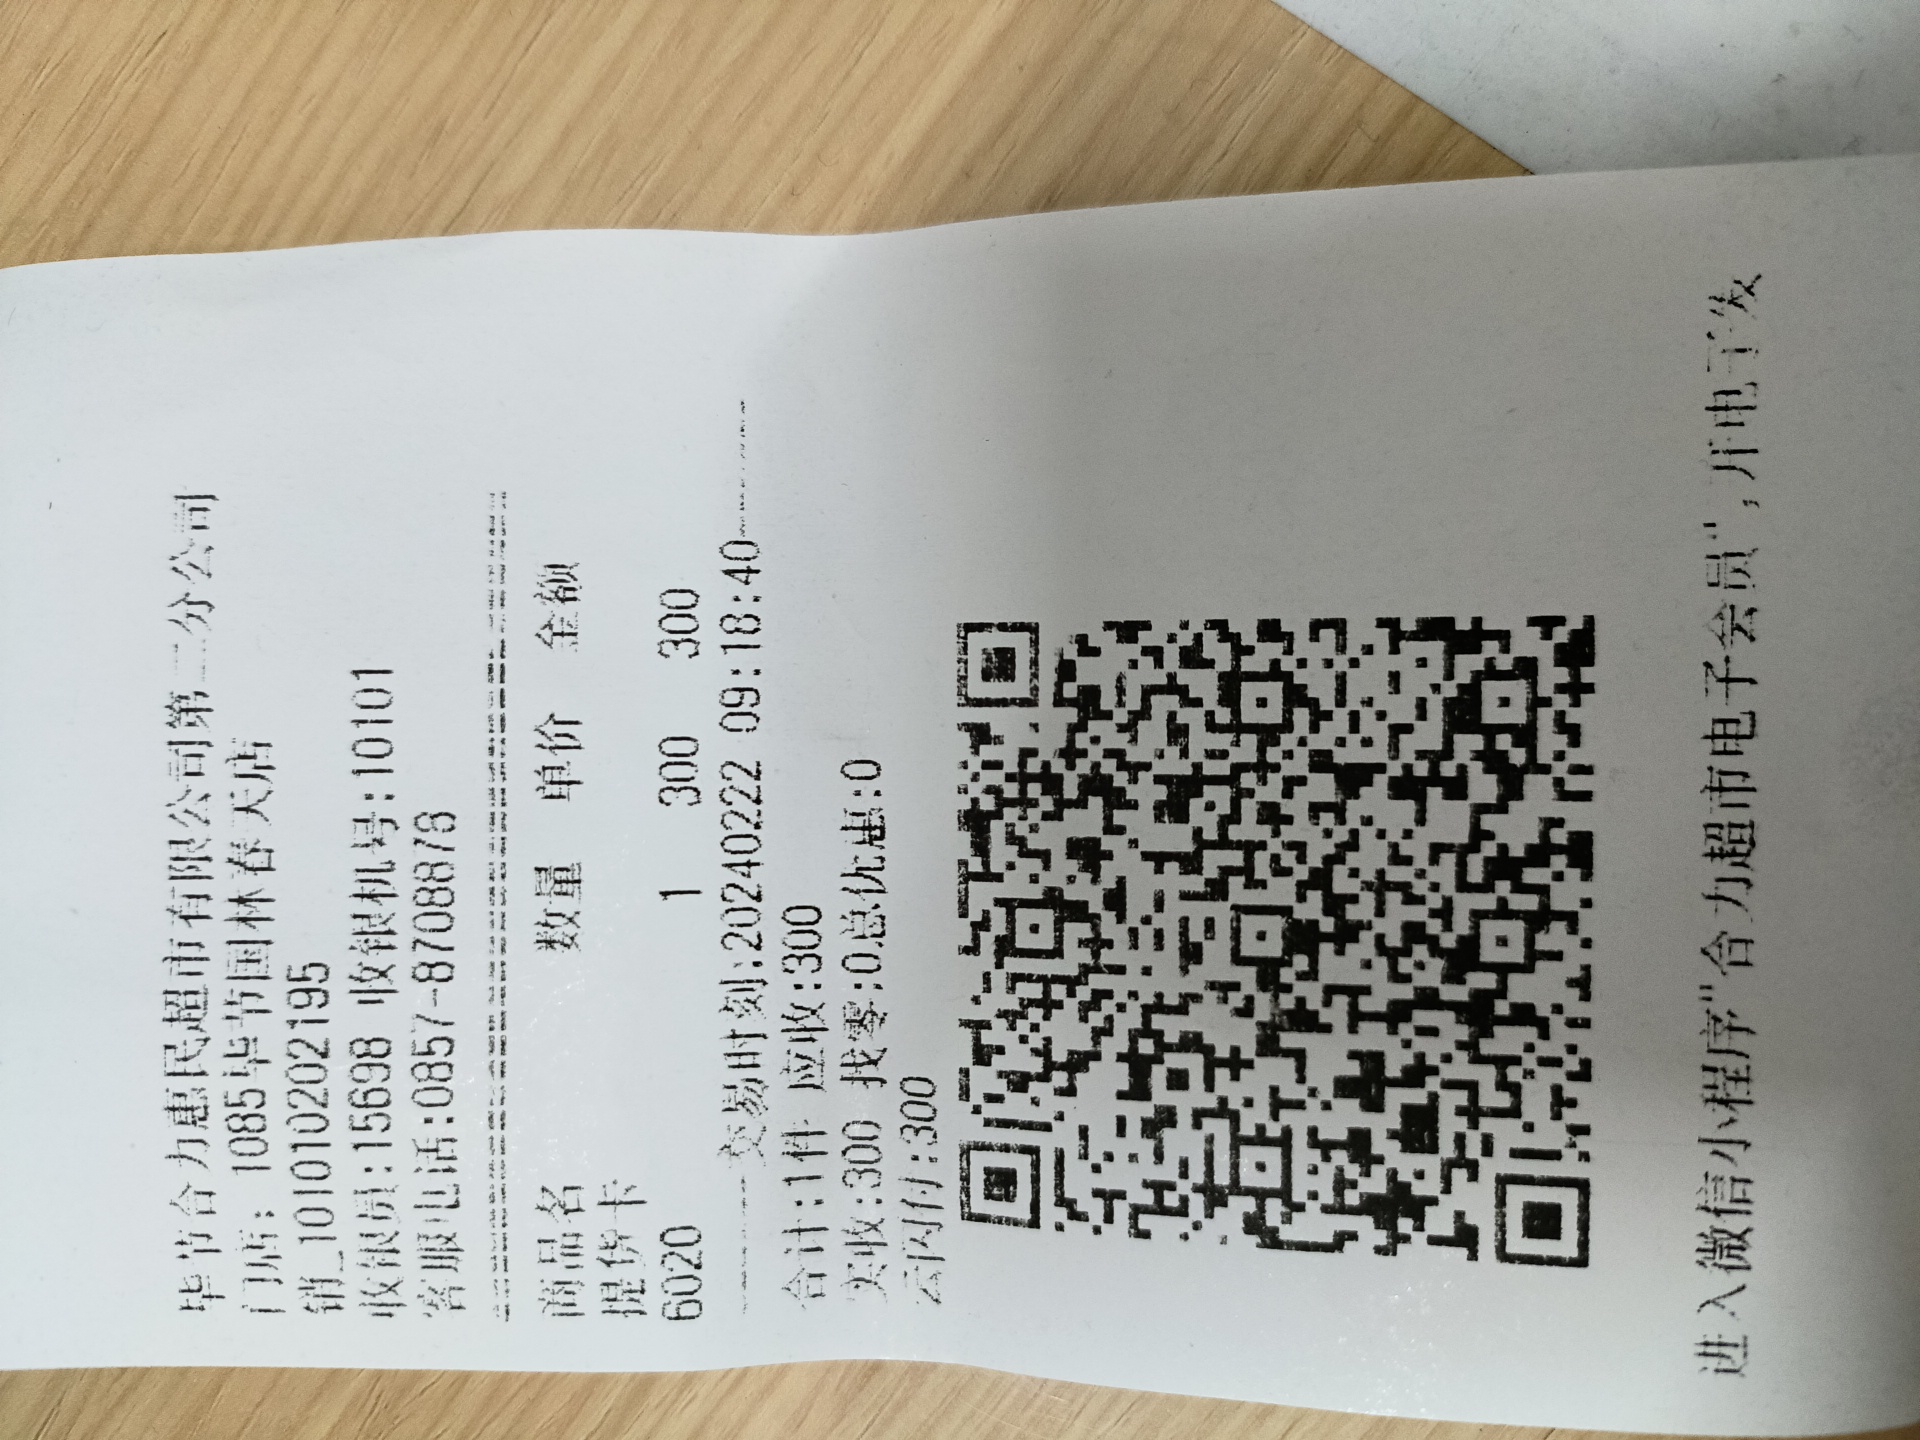 毕节合力惠民超市有限公司第二分公司
门店: 1085毕节国林春天店
销_101010202195
收银员:15698 收银机号:10101
客服电话:0857-8708878
商品名 数量 单价 金额
提货卡
6020 1 300 300
交易时刻:20240222 09:18:40
合计:1件 应收:300
实收:300 找零:0总优惠:0
云闪付:300
进入微信小程序"合力超市电子会员",开电子发